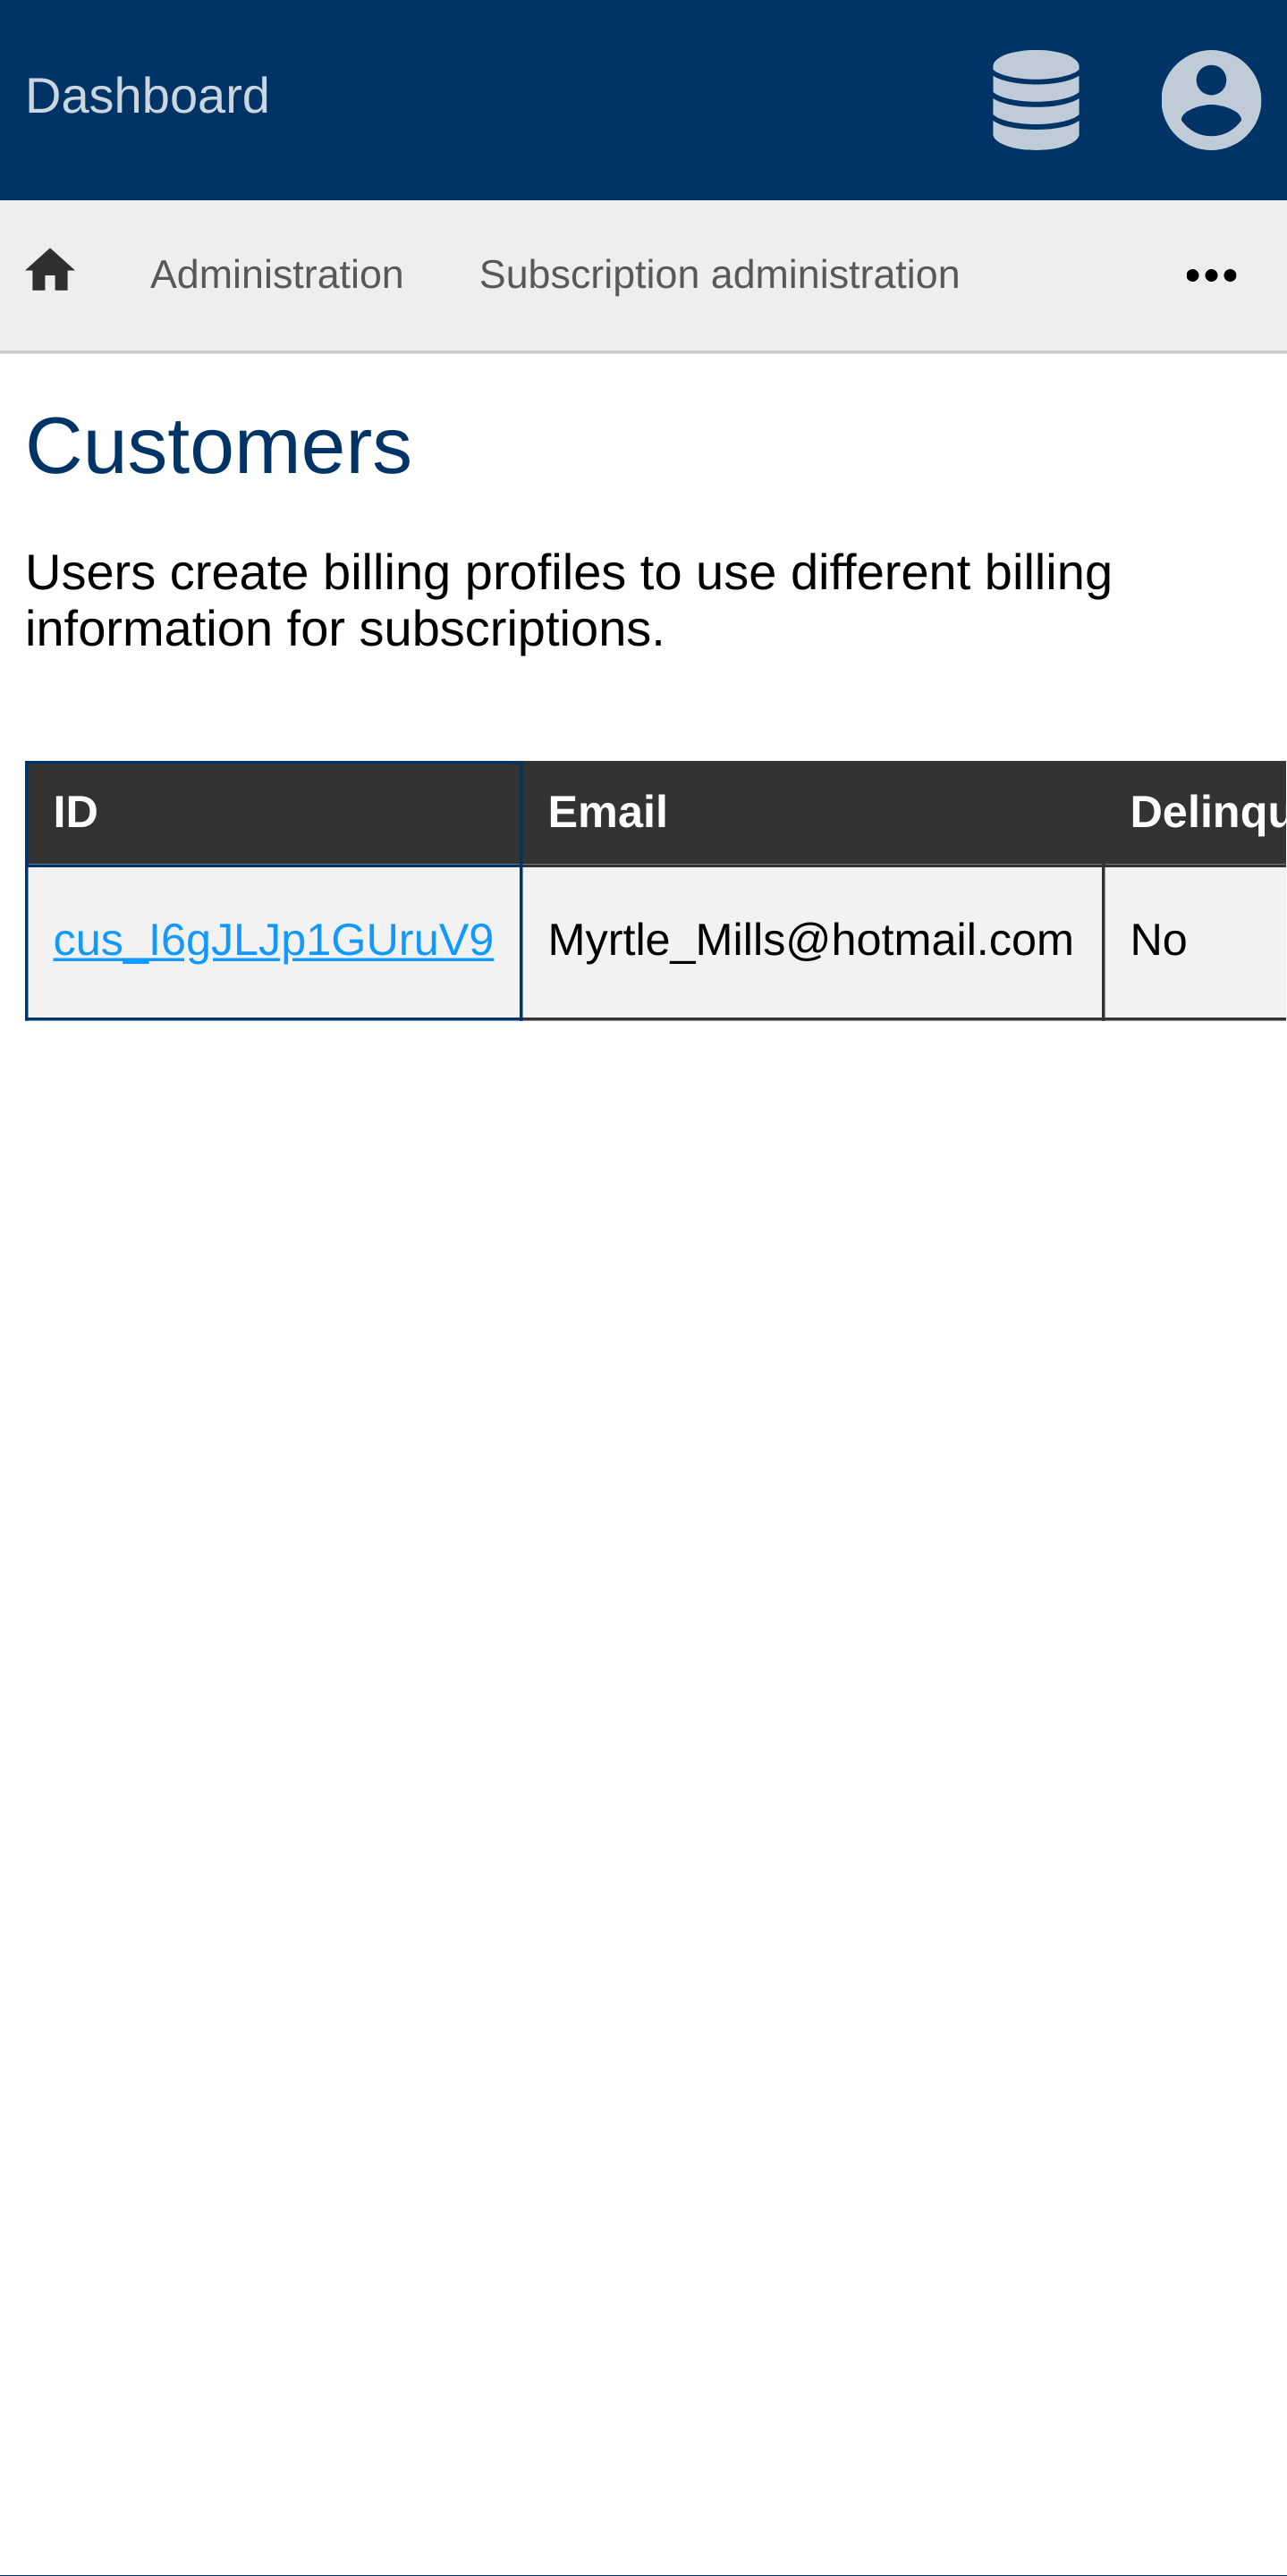 Dashboard
Administration Subscription administration
Customers
Users create billing profiles to use different billing
information for subscriptions.
ID Email Delinqu
cus_I6gJLJp1GUruV9 Myrtle_Mills@hotmail.com No